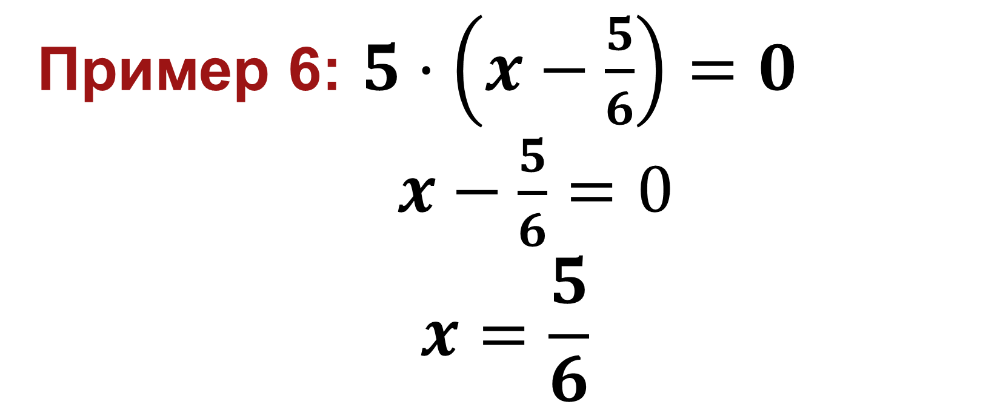 Пример 6: 5 · (x − 5/6) = 0
x − 5/6 = 0
x = 5/6